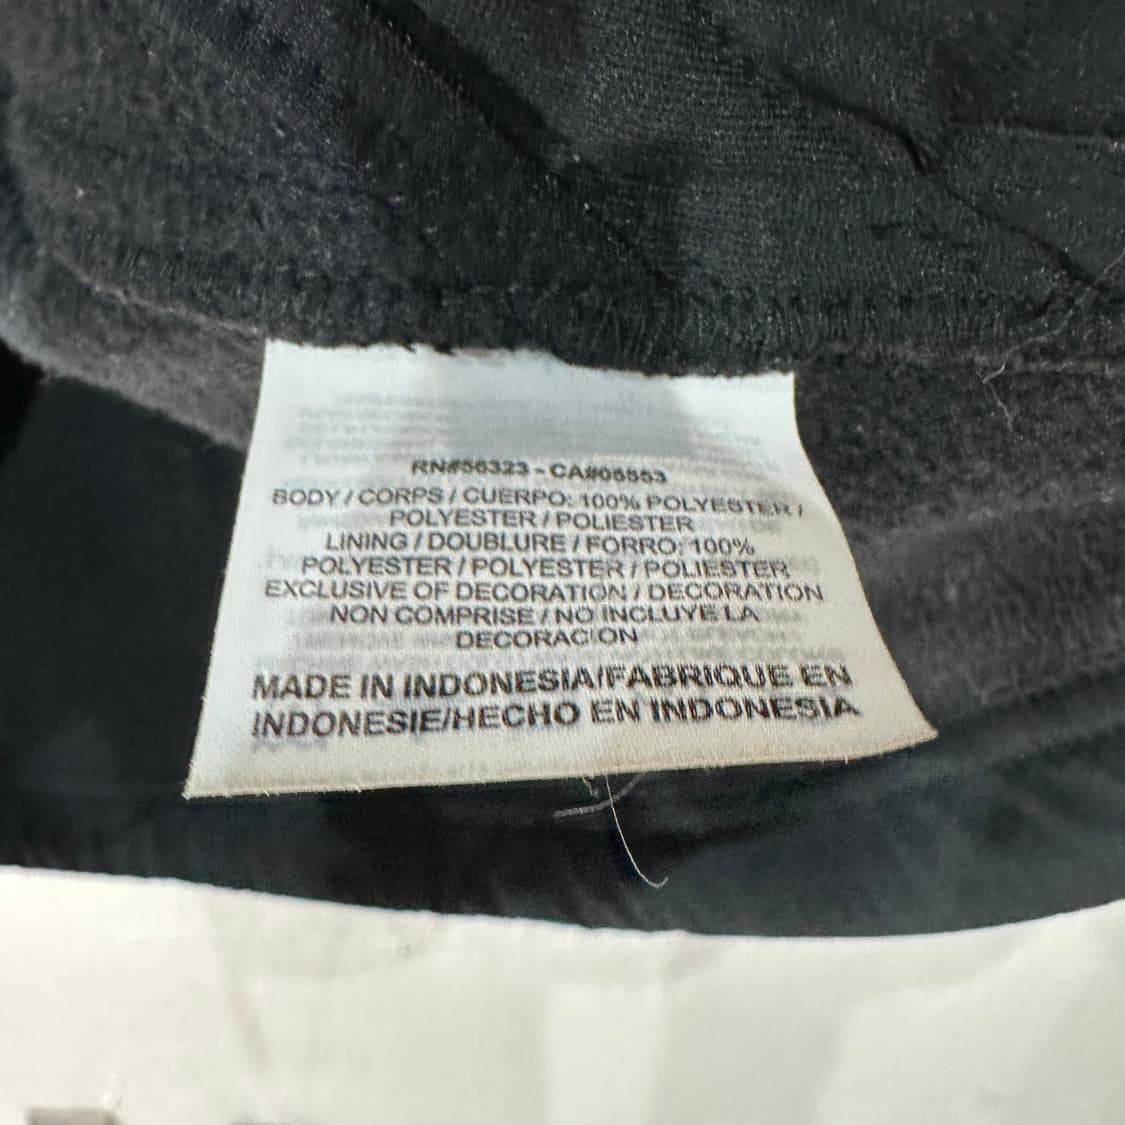 RN#56323 - CA#05553
BODY / CORPS / CUERPO: 100% POLYESTER /
POLYESTER / POLIESTER
LINING / DOUBLURE / FORRO: 100%
POLYESTER / POLYESTER / POLIESTER
EXCLUSIVE OF DECORATION / DECORATION
NON COMPRISE / NO INCLUYE LA
DECORACION
MADE IN INDONESIA/FABRIQUE EN
INDONESIE/HECHO EN INDONESIA